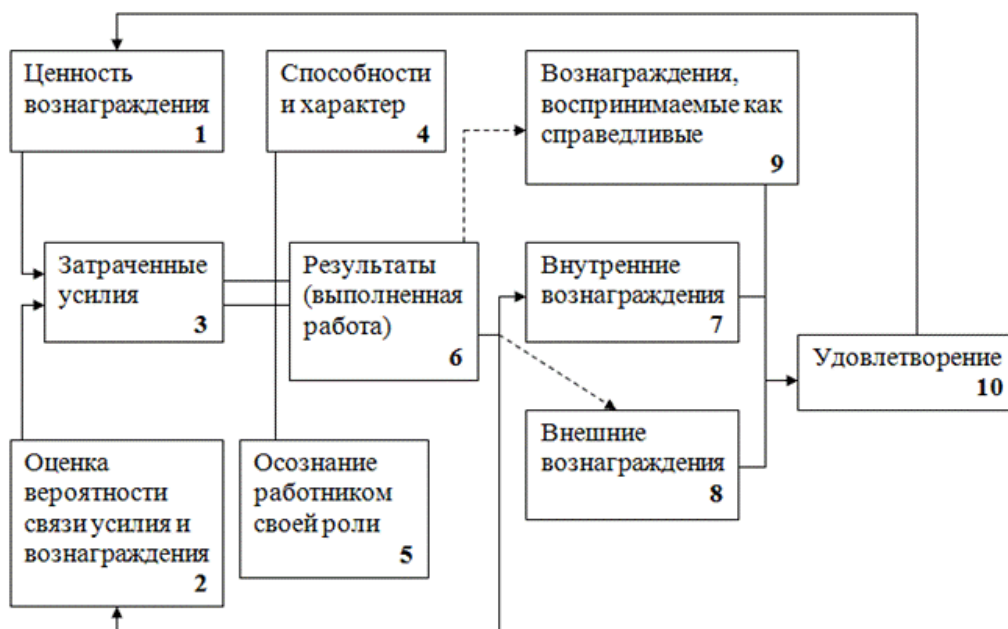 Ценность
вознаграждения
1
Способности
и характер
4
Вознаграждения,
воспринимаемые как
справедливые
9
Затраченные
усилия
3
Результаты
(выполненная
работа)
6
Внутренние
вознаграждения
7
Удовлетворение
10
Оценка
вероятности
связи усилия и
вознаграждения
2
Осознание
работником
своей роли
5
Внешние
вознаграждения
8